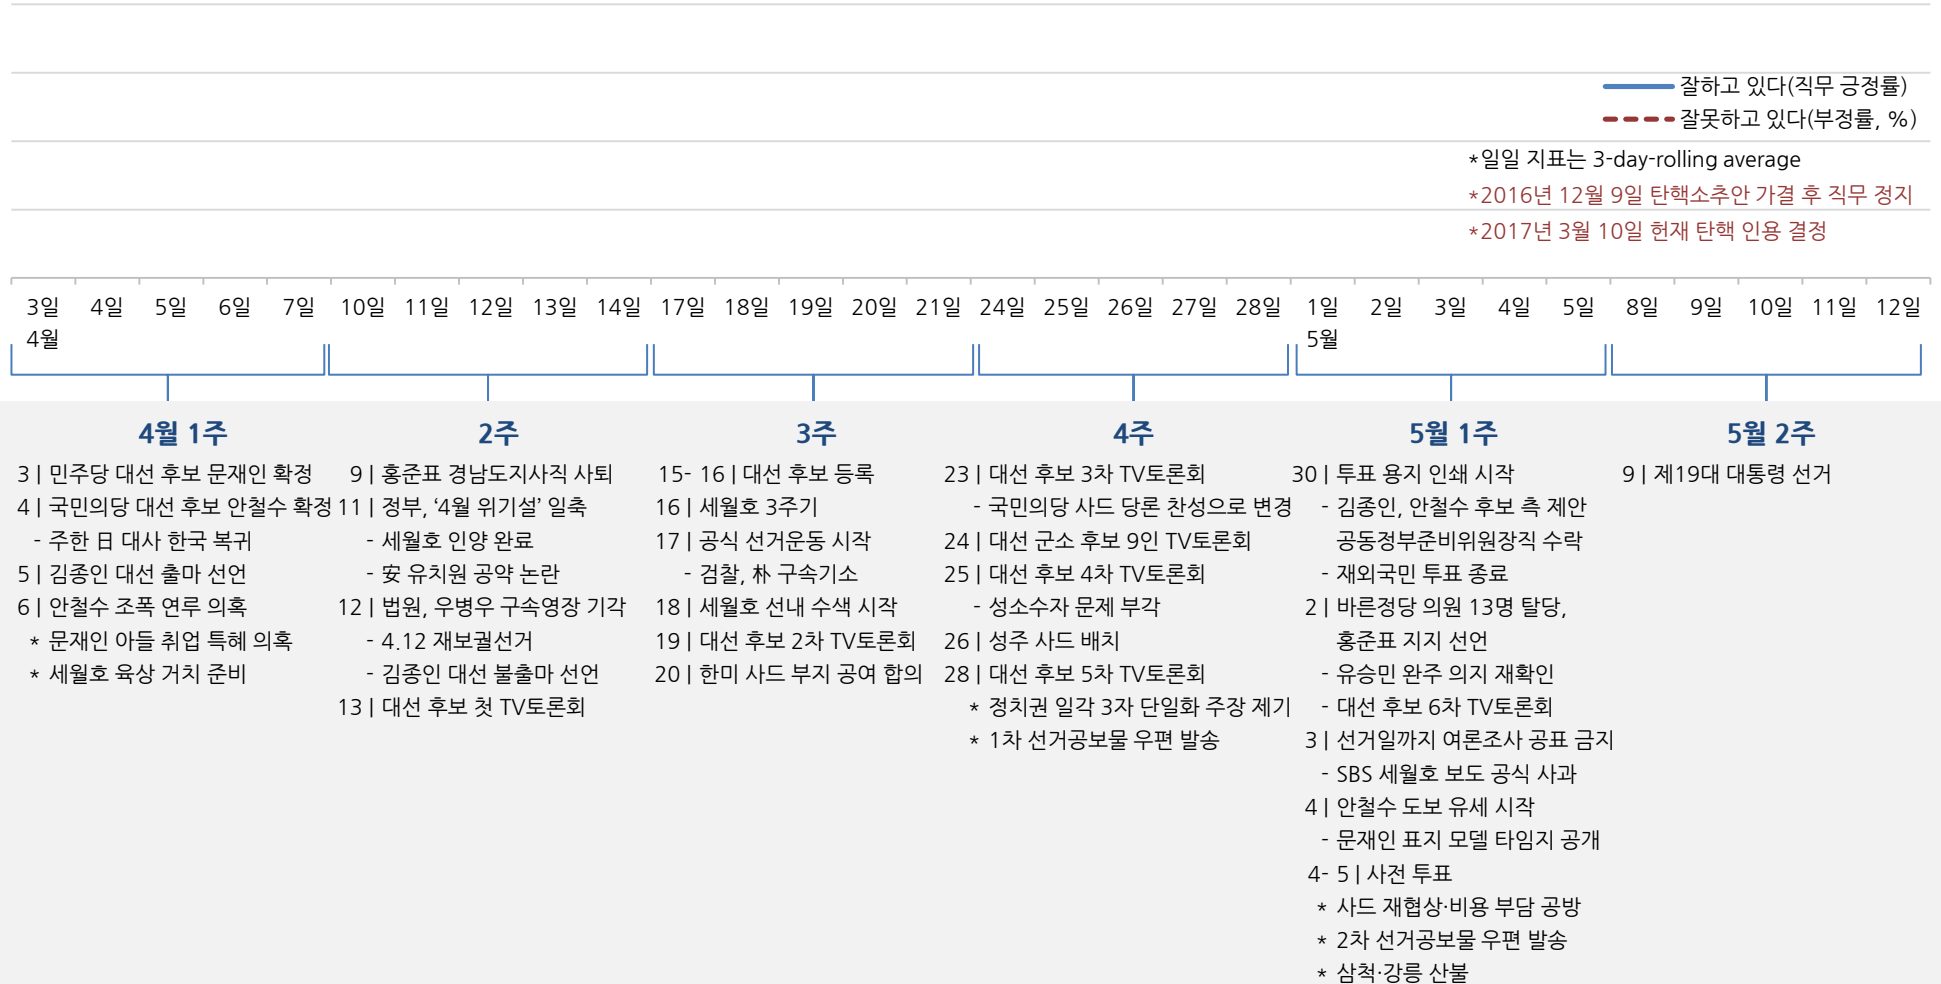 잘하고 있다(직무 긍정률)
잘못하고 있다(부정률, %)
*일일 지표는 3-day-rolling average
*2016년 12월 9일 탄핵소추안 가결 후 직무 정지
*2017년 3월 10일 헌재 탄핵 인용 결정
3일 4일 5일 6일 7일 10일 11일 12일 13일 14일 17일 18일 19일 20일 21일 24일 25일 26일 27일 28일 1일 2일 3일 4일 5일 8일 9일 10일 11일 12일
4월 5월
4월 1주
3 | 민주당 대선 후보 문재인 확정
4 | 국민의당 대선 후보 안철수 확정
- 주한 日 대사 한국 복귀
5 | 김종인 대선 출마 선언
6 | 안철수 조폭 연루 의혹
* 문재인 아들 취업 특혜 의혹
* 세월호 육상 거치 준비
2주
9 | 홍준표 경남도지사직 사퇴
11 | 정부, ‘4월 위기설’ 일축
- 세월호 인양 완료
- 安 유치원 공약 논란
12 | 법원, 우병우 구속영장 기각
- 4.12 재보궐선거
- 김종인 대선 불출마 선언
13 | 대선 후보 첫 TV토론회
3주
15- 16 | 대선 후보 등록
16 | 세월호 3주기
17 | 공식 선거운동 시작
- 검찰, 朴 구속기소
18 | 세월호 선내 수색 시작
19 | 대선 후보 2차 TV토론회
20 | 한미 사드 부지 공여 합의
4주
23 | 대선 후보 3차 TV토론회
- 국민의당 사드 당론 찬성으로 변경
24 | 대선 군소 후보 9인 TV토론회
25 | 대선 후보 4차 TV토론회
- 성소수자 문제 부각
26 | 성주 사드 배치
28 | 대선 후보 5차 TV토론회
* 정치권 일각 3자 단일화 주장 제기
* 1차 선거공보물 우편 발송
5월 1주
30 | 투표 용지 인쇄 시작
- 김종인, 안철수 후보 측 제안
공동정부준비위원장직 수락
- 재외국민 투표 종료
2 | 바른정당 의원 13명 탈당,
홍준표 지지 선언
- 유승민 완주 의지 재확인
- 대선 후보 6차 TV토론회
3 | 선거일까지 여론조사 공표 금지
- SBS 세월호 보도 공식 사과
4 | 안철수 도보 유세 시작
- 문재인 표지 모델 타임지 공개
4- 5 | 사전 투표
* 사드 재협상·비용 부담 공방
* 2차 선거공보물 우편 발송
* 삼척·강릉 산불
5월 2주
9 | 제19대 대통령 선거